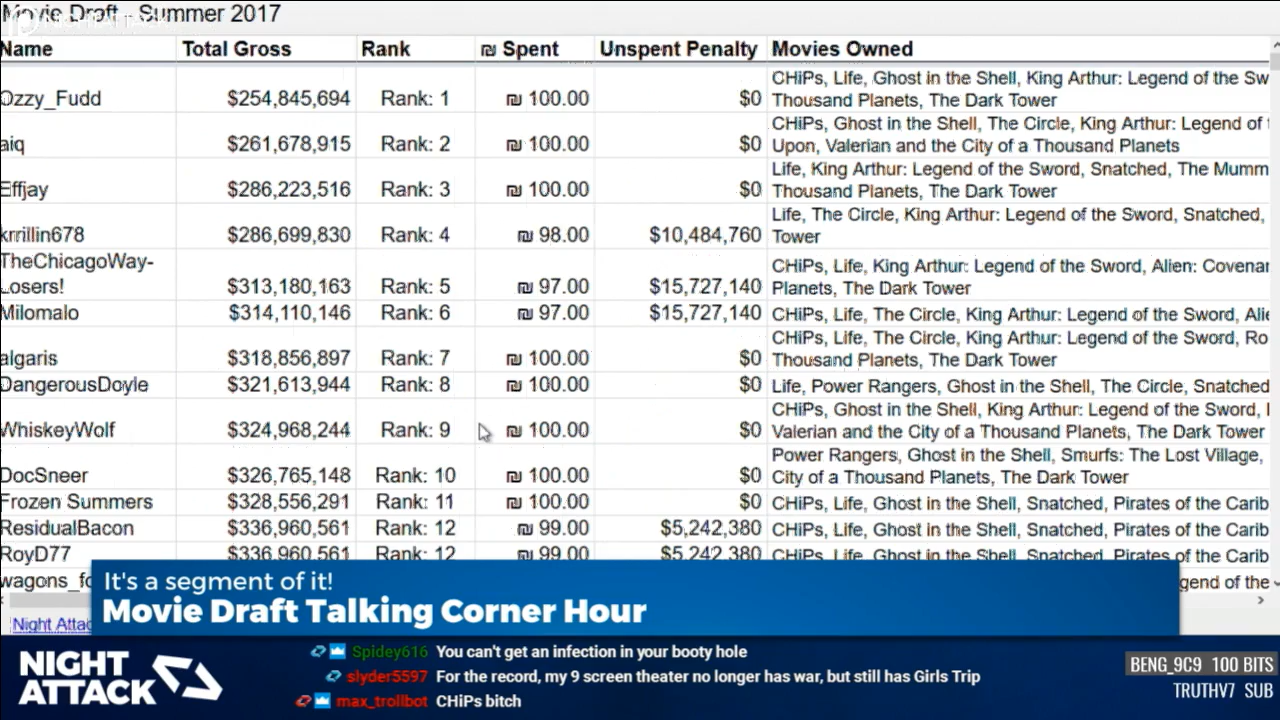 Movie Draft - Summer 2017
Name Total Gross Rank ₪ Spent Unspent Penalty Movies Owned
Ozzy_Fudd $254,845,694 Rank: 1 ₪ 100.00 $0 CHiPs, Life, Ghost in the Shell, King Arthur: Legend of the Sw
Thousand Planets, The Dark Tower
aiq $261,678,915 Rank: 2 ₪ 100.00 $0 CHiPs, Ghost in the Shell, The Circle, King Arthur: Legend of
Upon, Valerian and the City of a Thousand Planets
Effjay $286,223,516 Rank: 3 ₪ 100.00 $0 Life, King Arthur: Legend of the Sword, Snatched, The Mumm
Thousand Planets, The Dark Tower
krrillin678 $286,699,830 Rank: 4 ₪ 98.00 $10,484,760 Life, The Circle, King Arthur: Legend of the Sword, Snatched,
Tower
TheChicagoWay-
Losers! $313,180,163 Rank: 5 ₪ 97.00 $15,727,140 CHiPs, Life, King Arthur: Legend of the Sword, Alien: Covenan
Planets, The Dark Tower
Milomalo $314,110,146 Rank: 6 ₪ 97.00 $15,727,140 CHiPs, Life, The Circle, King Arthur: Legend of the Sword, Alie
algaris $318,856,897 Rank: 7 ₪ 100.00 $0 CHiPs, Life, The Circle, King Arthur: Legend of the Sword, Ro
Thousand Planets, The Dark Tower
DangerousDoyle $321,613,944 Rank: 8 ₪ 100.00 $0 Life, Power Rangers, Ghost in the Shell, The Circle, Snatched
WhiskeyWolf $324,968,244 Rank: 9 ₪ 100.00 $0 CHiPs, Ghost in the Shell, King Arthur: Legend of the Sword,
Valerian and the City of a Thousand Planets, The Dark Tower
DocSneer $326,765,148 Rank: 10 ₪ 100.00 $0 Power Rangers, Ghost in the Shell, Smurfs: The Lost Village,
City of a Thousand Planets, The Dark Tower
Frozen Summers $328,556,291 Rank: 11 ₪ 100.00 $0 CHiPs, Life, Ghost in the Shell, Snatched, Pirates of the Carib
ResidualBacon $336,960,561 Rank: 12 ₪ 99.00 $5,242,380 CHiPs, Life, Ghost in the Shell, Snatched, Pirates of the Carib
RoyD77 $336,960,561 Rank: 12 ₪ 99.00 $5,242,380 CHiPs, Life, Ghost in the Shell, Snatched, Pirates of the Carib
wagons_fo gend of the
It's a segment of it!
Movie Draft Talking Corner Hour
Night Attac
NIGHT
ATTACK
Spidey616 You can't get an infection in your booty hole
slyder5597 For the record, my 9 screen theater no longer has war, but still has Girls Trip
max_trollbot CHiPs bitch
BENG_9C9 100 BITS
TRUTHV7 SUB